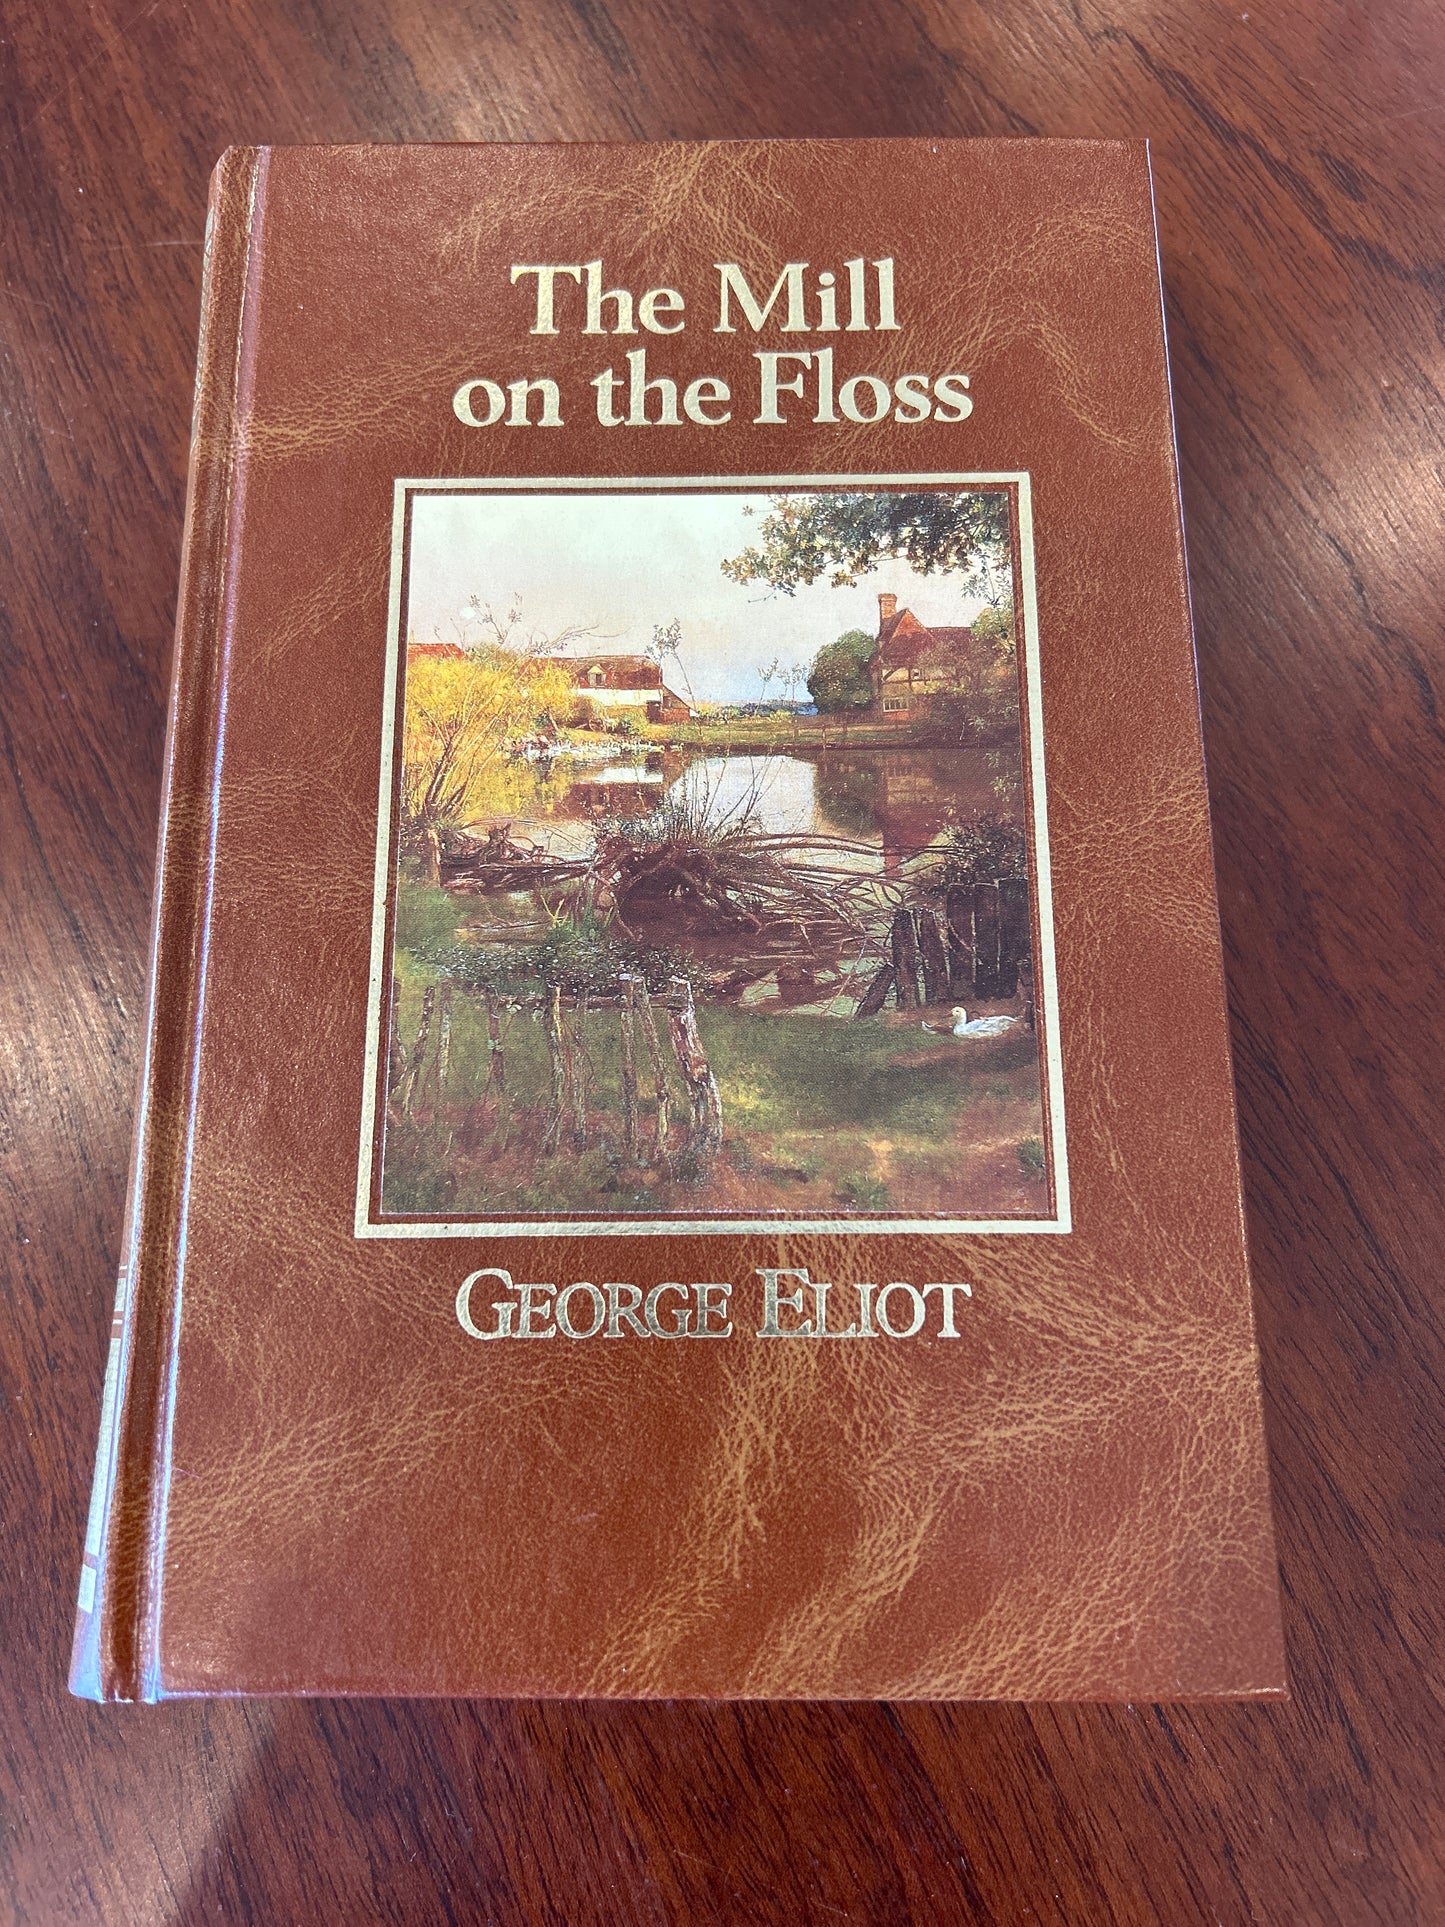 The Mill
on the Floss
GEORGE ELIOT